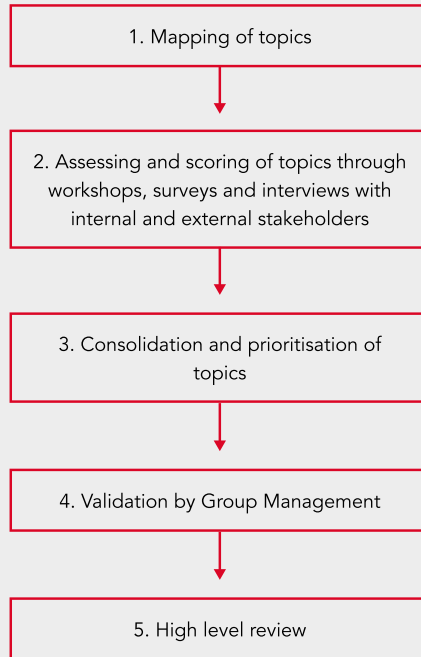 1. Mapping of topics
2. Assessing and scoring of topics through
workshops, surveys and interviews with
internal and external stakeholders
3. Consolidation and prioritisation of
topics
4. Validation by Group Management
5. High level review